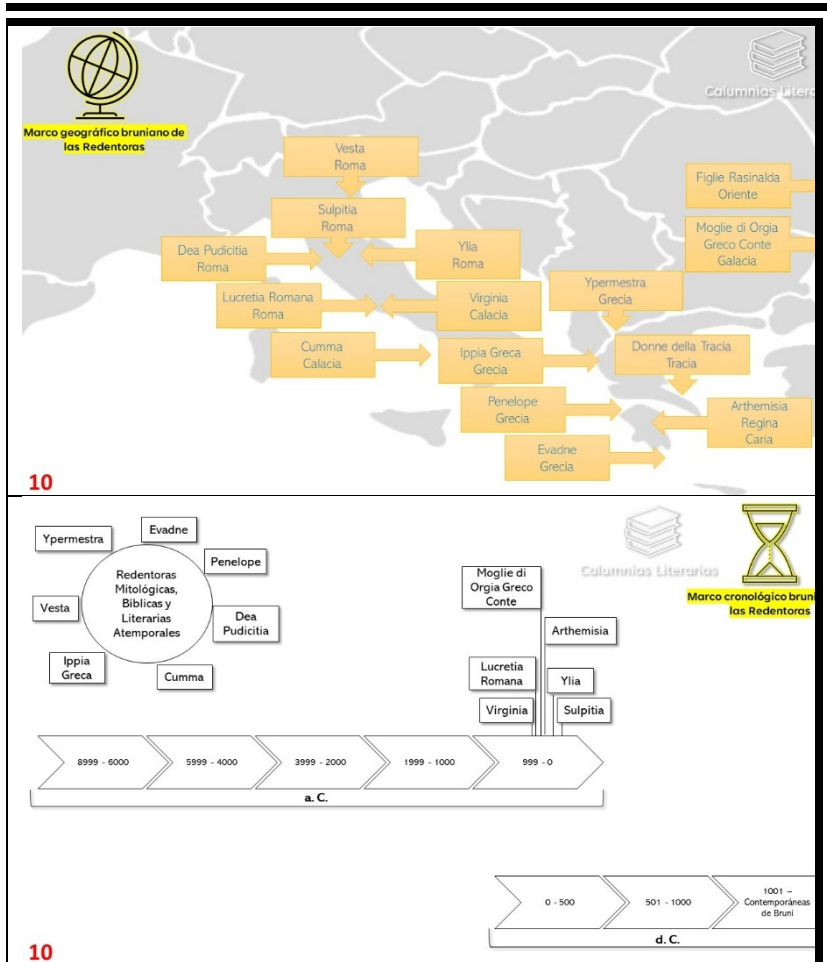 Marco geográfico bruniano de
las Redentoras
Calumnias Litera
Vesta
Roma
Sulpitia
Roma
Dea Pudicitia
Roma
Ylia
Roma
Lucretia Romana
Roma
Virginia
Calacia
Cumma
Calacia
Ippia Greca
Grecia
Ypermestra
Grecia
Figlie Rasinalda
Oriente
Moglie di Orgia
Greco Conte
Galacia
Donne della Tracia
Tracia
Penelope
Grecia
Arthemisia
Regina
Caria
Evadne
Grecia
10
Calumnias Literarias
Marco cronológico bruni
las Redentoras
Ypermestra
Evadne
Penelope
Vesta
Redentoras
Mitológicas,
Bíblicas y
Literarias
Atemporales
Dea
Pudicitia
Ippia
Greca
Cumma
Moglie di
Orgia Greco
Conte
Arthemisia
Lucretia
Romana
Ylia
Virginia
Sulpitia
8999 - 6000
5999 - 4000
3999 - 2000
1999 - 1000
999 - 0
a. C.
0 - 500
501 - 1000
1001 –
Contemporáneas
de Bruni
d. C.
10